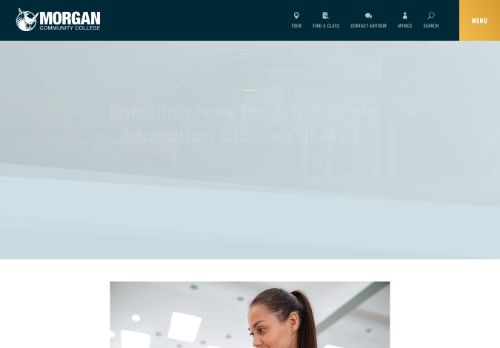 MORGAN
COMMUNITY COLLEGE
TOUR
FIND A CLASS
CONTACT ADVISOR
MYMCC
SEARCH
MENU
Enrolling Now for Adult Basic
Education Classes at MCC